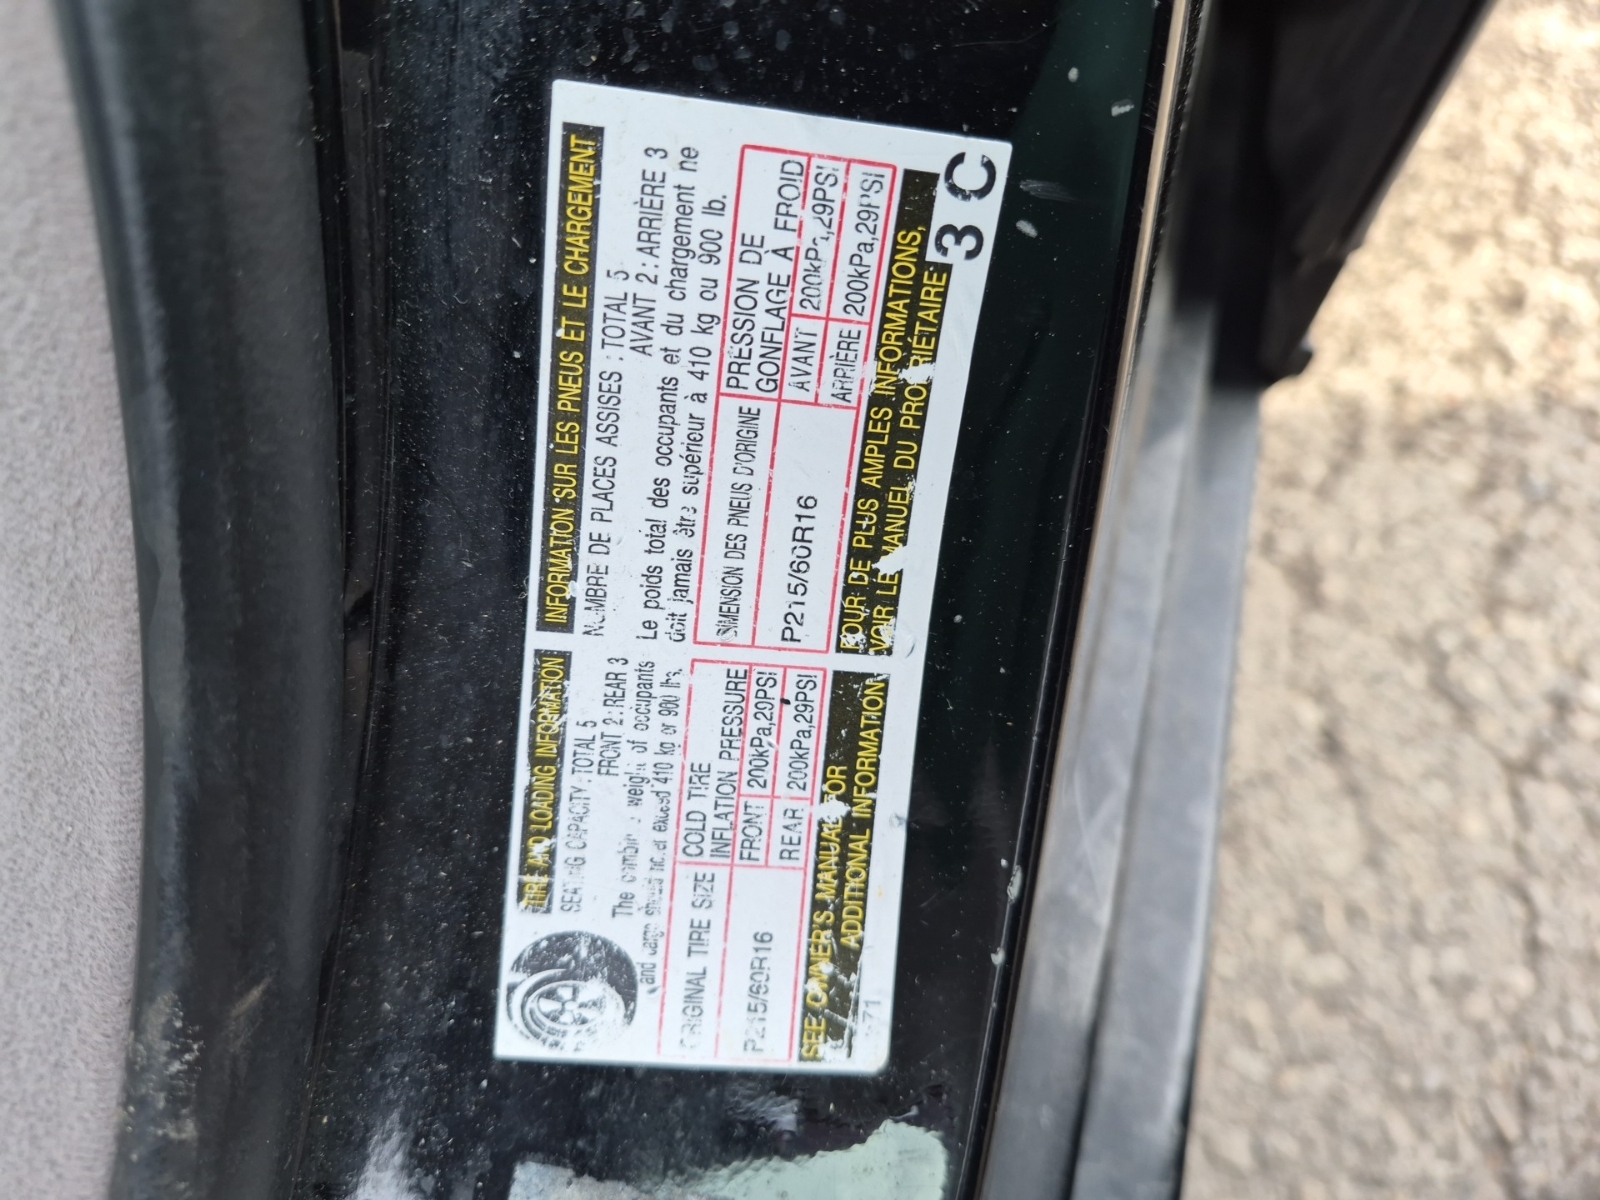 TIRE AND LOADING INFORMATION
SEATING CAPACITY : TOTAL 5
FRONT 2 : REAR 3
The combined weight of occupants
and cargo should never exceed 410 kg or 900 lbs.
ORIGINAL TIRE SIZE
COLD TIRE
INFLATION PRESSURE
P215/60R16
FRONT 200kPa,29PSI
REAR 200kPa,29PSI
SEE OWNER'S MANUAL FOR
ADDITIONAL INFORMATION
INFORMATION SUR LES PNEUS ET LE CHARGEMENT
NOMBRE DE PLACES ASSISES : TOTAL 5
AVANT 2 : ARRIÈRE 3
Le poids total des occupants et du chargement ne
doit jamais être supérieur à 410 kg ou 900 lb.
DIMENSION DES PNEUS D'ORIGINE
PRESSION DE
GONFLAGE À FROID
P215/60R16
AVANT 200kPa,29PSI
ARRIÈRE 200kPa,29PSI
POUR DE PLUS AMPLES INFORMATIONS,
VOIR LE MANUEL DU PROPRIÉTAIRE
3 C